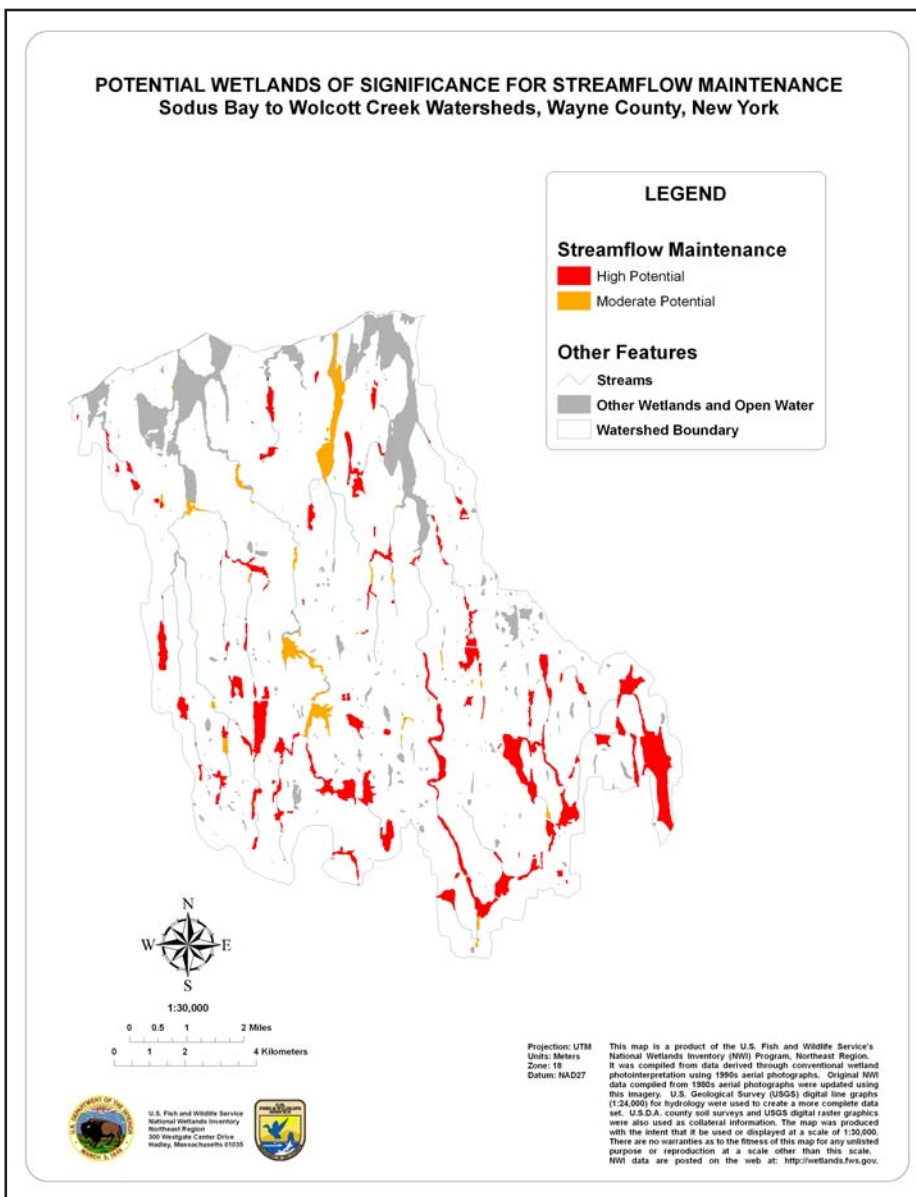 POTENTIAL WETLANDS OF SIGNIFICANCE FOR STREAMFLOW MAINTENANCE
Sodus Bay to Wolcott Creek Watersheds, Wayne County, New York
LEGEND
Streamflow Maintenance
High Potential
Moderate Potential
Other Features
Streams
Other Wetlands and Open Water
Watershed Boundary
N
W E
S
1:30,000
0 0.5 1 2 Miles
0 1 2 4 Kilometers
Projection: UTM
Units: Meters
Zone: 18
Datum: NAD27
This map is a product of the U.S. Fish and Wildlife Service's
National Wetlands Inventory (NWI) Program, Northeast Region.
It was compiled from data derived through conventional wetland
photointerpretation using 1990s aerial photographs. Original NWI
data compiled from 1980s aerial photographs were updated using
this imagery. U.S. Geological Survey (USGS) digital line graphs
(1:24,000) for hydrology were used to create a more complete data
set. U.S.D.A. county soil surveys and USGS digital raster graphics
were also used as collateral information. The map was produced
with the intent that it be used or displayed at a scale of 1:30,000.
There are no warranties as to the fitness of this map for any unlisted
purpose or reproduction at a scale other than this scale.
NWI data are posted on the web at: http://wetlands.fws.gov.
U.S. DEPARTMENT OF THE INTERIOR
MARCH 3, 1849
U.S. Fish and Wildlife Service
National Wetlands Inventory
Northeast Region
300 Westgate Center Drive
Hadley, Massachusetts 01035
U.S.
FISH & WILDLIFE
SERVICE